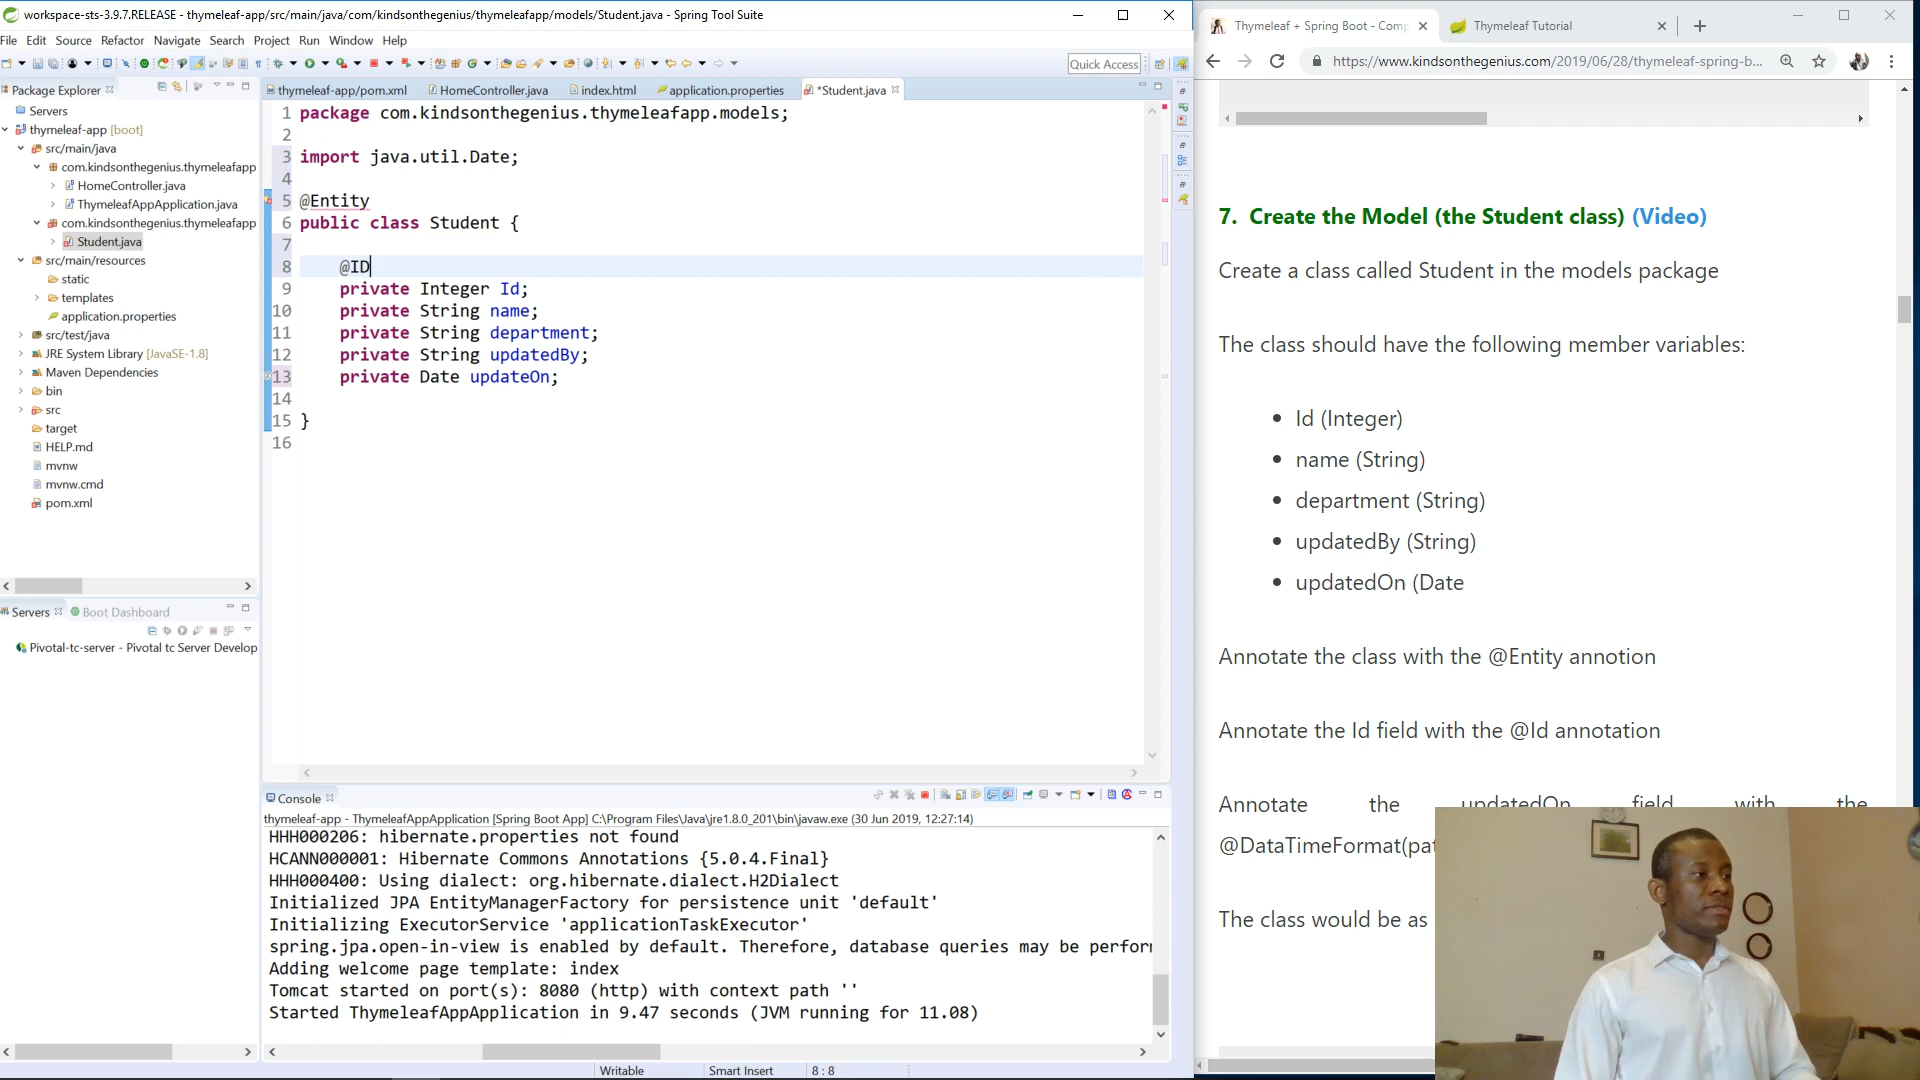 workspace-sts-3.9.7.RELEASE - thymeleaf-app/src/main/java/com/kindsonthegenius/thymeleafapp/models/Student.java - Spring Tool Suite
File Edit Source Refactor Navigate Search Project Run Window Help
Quick Access
Package Explorer
Servers
thymeleaf-app [boot]
src/main/java
com.kindsonthegenius.thymeleafapp
HomeController.java
ThymeleafAppApplication.java
com.kindsonthegenius.thymeleafapp
Student.java
src/main/resources
static
templates
application.properties
src/test/java
JRE System Library [JavaSE-1.8]
Maven Dependencies
bin
src
target
HELP.md
mvnw
mvnw.cmd
pom.xml
Servers Boot Dashboard
Pivotal-tc-server - Pivotal tc Server Develop
thymeleaf-app/pom.xml HomeController.java index.html application.properties *Student.java
1 package com.kindsonthegenius.thymeleafapp.models;
2
3 import java.util.Date;
4
5 @Entity
6 public class Student {
7
8 @ID
9 private Integer Id;
10 private String name;
11 private String department;
12 private String updatedBy;
13 private Date updateOn;
14
15 }
16
Console
thymeleaf-app - ThymeleafAppApplication [Spring Boot App] C:\Program Files\Java\jre1.8.0_201\bin\javaw.exe (30 Jun 2019, 12:27:14)
HHH000206: hibernate.properties not found
HCANN000001: Hibernate Commons Annotations {5.0.4.Final}
HHH000400: Using dialect: org.hibernate.dialect.H2Dialect
Initialized JPA EntityManagerFactory for persistence unit 'default'
Initializing ExecutorService 'applicationTaskExecutor'
spring.jpa.open-in-view is enabled by default. Therefore, database queries may be perforr
Adding welcome page template: index
Tomcat started on port(s): 8080 (http) with context path ''
Started ThymeleafAppApplication in 9.47 seconds (JVM running for 11.08)
Writable Smart Insert 8 : 8
Thymeleaf + Spring Boot - Comp Thymeleaf Tutorial
https://www.kindsonthegenius.com/2019/06/28/thymeleaf-spring-b...
7. Create the Model (the Student class) (Video)
Create a class called Student in the models package
The class should have the following member variables:
Id (Integer)
name (String)
department (String)
updatedBy (String)
updatedOn (Date
Annotate the class with the @Entity annotion
Annotate the Id field with the @Id annotation
Annotate the updatedOn field with the
@DataTimeFormat(pat
The class would be as